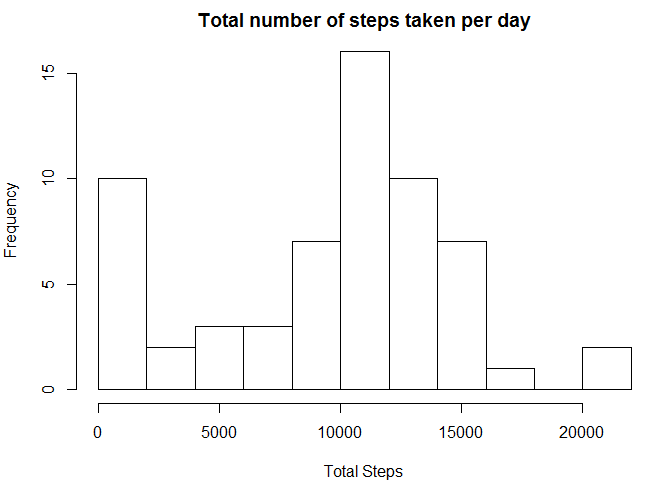 Total number of steps taken per day
15
10
5
0
Frequency
0 5000 10000 15000 20000
Total Steps